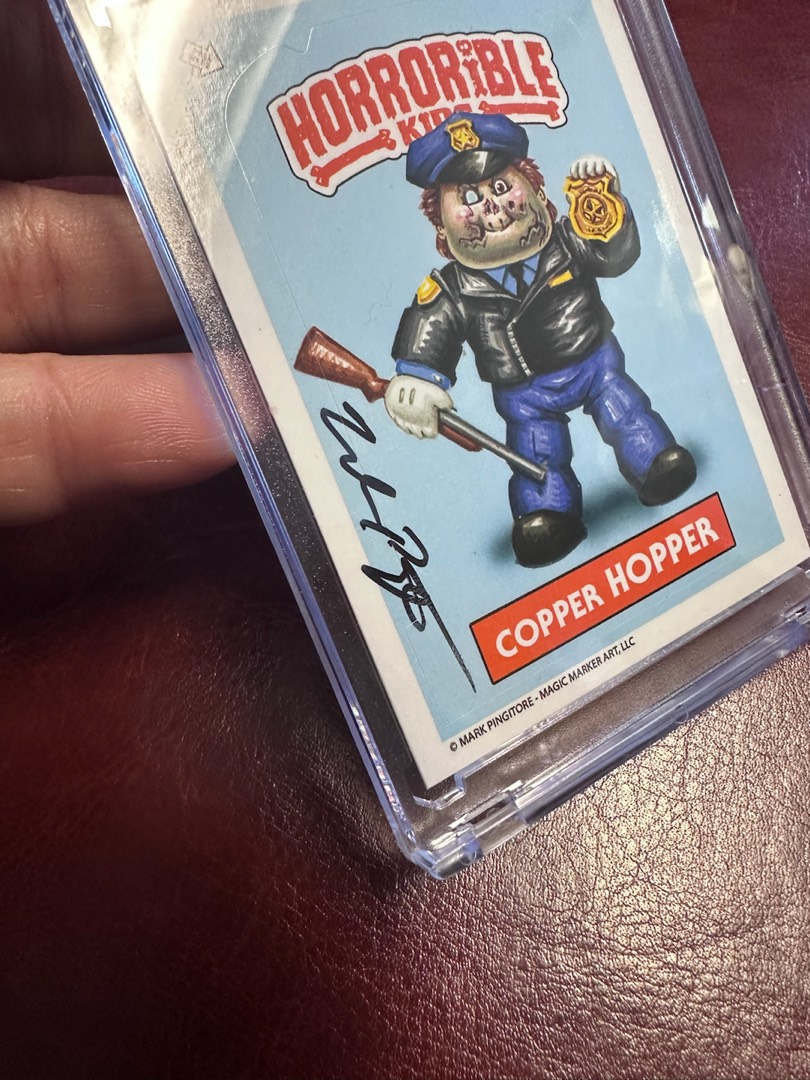 HORRORIBLE
KIDS
COPPER HOPPER
© MARK PINGITORE - MAGIC MARKER ART, LLC